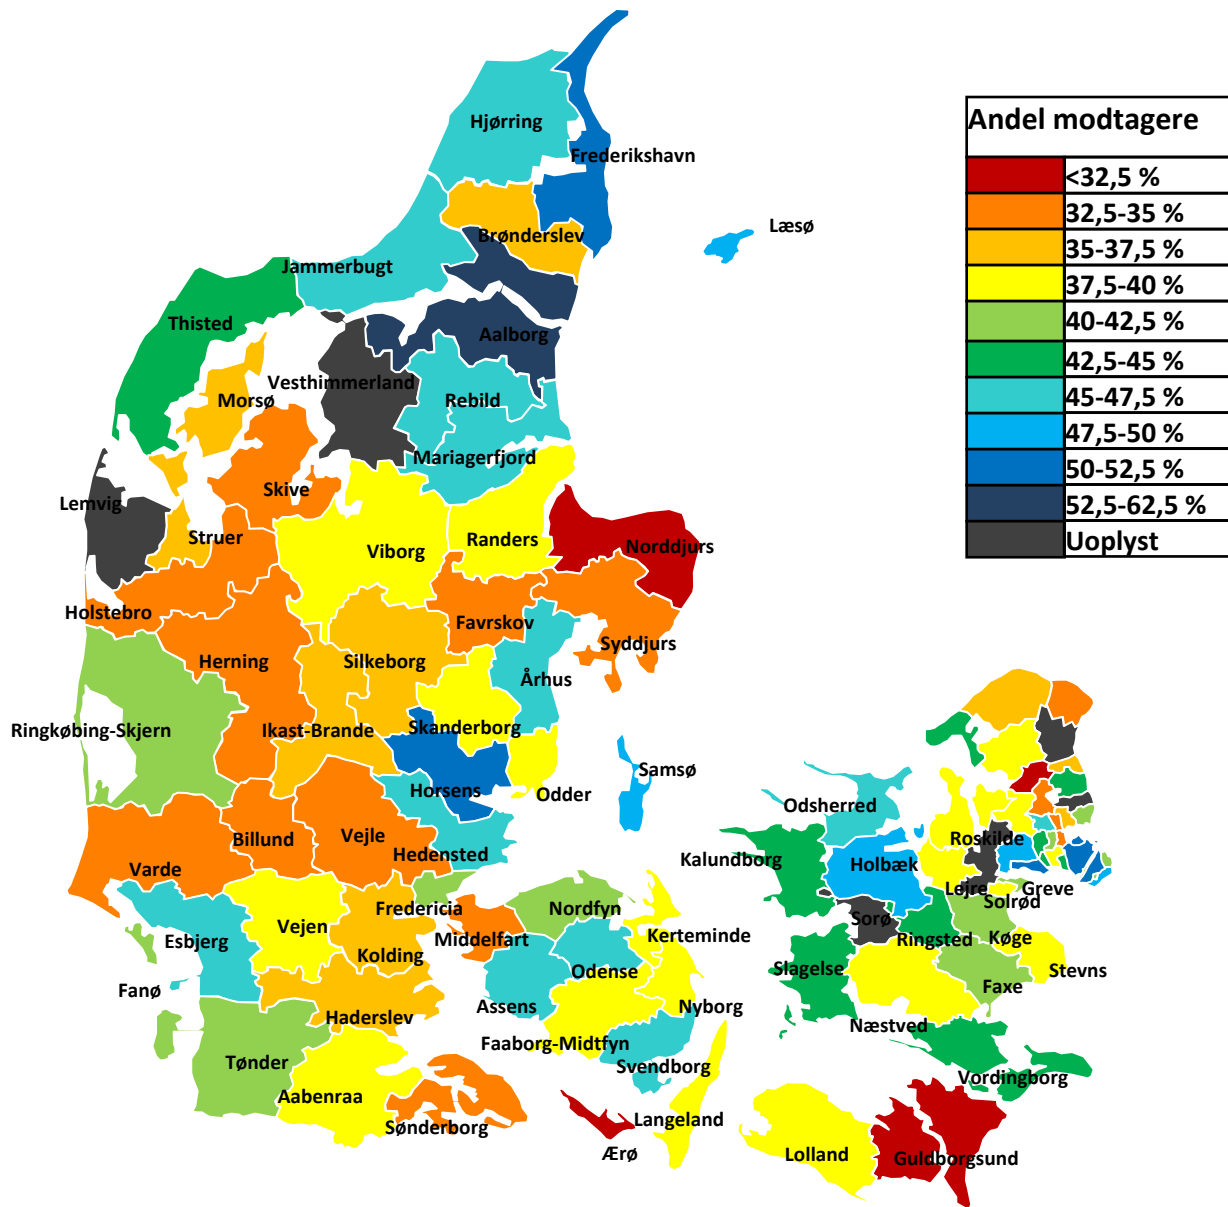 Andel modtagere
<32,5 %
32,5-35 %
35-37,5 %
37,5-40 %
40-42,5 %
42,5-45 %
45-47,5 %
47,5-50 %
50-52,5 %
52,5-62,5 %
Uoplyst
Hjørring
Frederikshavn
Læsø
Brønderslev
Jammerbugt
Thisted
Aalborg
Vesthimmerland
Morsø
Rebild
Mariagerfjord
Skive
Lemvig
Struer
Viborg
Randers
Norddjurs
Holstebro
Favrskov
Syddjurs
Herning
Silkeborg
Århus
Ringkøbing-Skjern
Ikast-Brande
Skanderborg
Samsø
Horsens
Odder
Odsherred
Billund
Vejle
Hedensted
Roskilde
Kalundborg
Holbæk
Varde
Lejre
Greve
Solrød
Fredericia
Nordfyn
Sorø
Vejen
Middelfart
Kerteminde
Ringsted
Køge
Esbjerg
Kolding
Odense
Slagelse
Stevns
Fanø
Assens
Nyborg
Faxe
Haderslev
Næstved
Faaborg-Midtfyn
Tønder
Svendborg
Vordingborg
Aabenraa
Langeland
Sønderborg
Ærø
Lolland
Guldborgsund